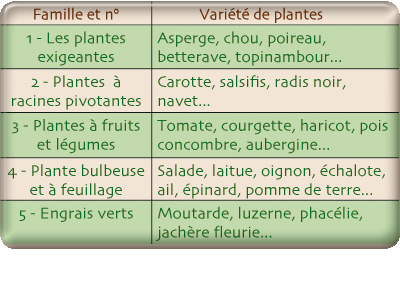 Famille et n° Variété de plantes
1 - Les plantes Asperge, chou, poireau,
exigeantes betterave, topinambour...
2 - Plantes à Carotte, salsifis, radis noir,
racines pivotantes navet...
3 - Plantes à fruits Tomate, courgette, haricot, pois
et légumes concombre, aubergine...
4 - Plante bulbeuse Salade, laitue, oignon, échalote,
et à feuillage ail, épinard, pomme de terre...
5 - Engrais verts Moutarde, luzerne, phacélie,
jachère fleurie...